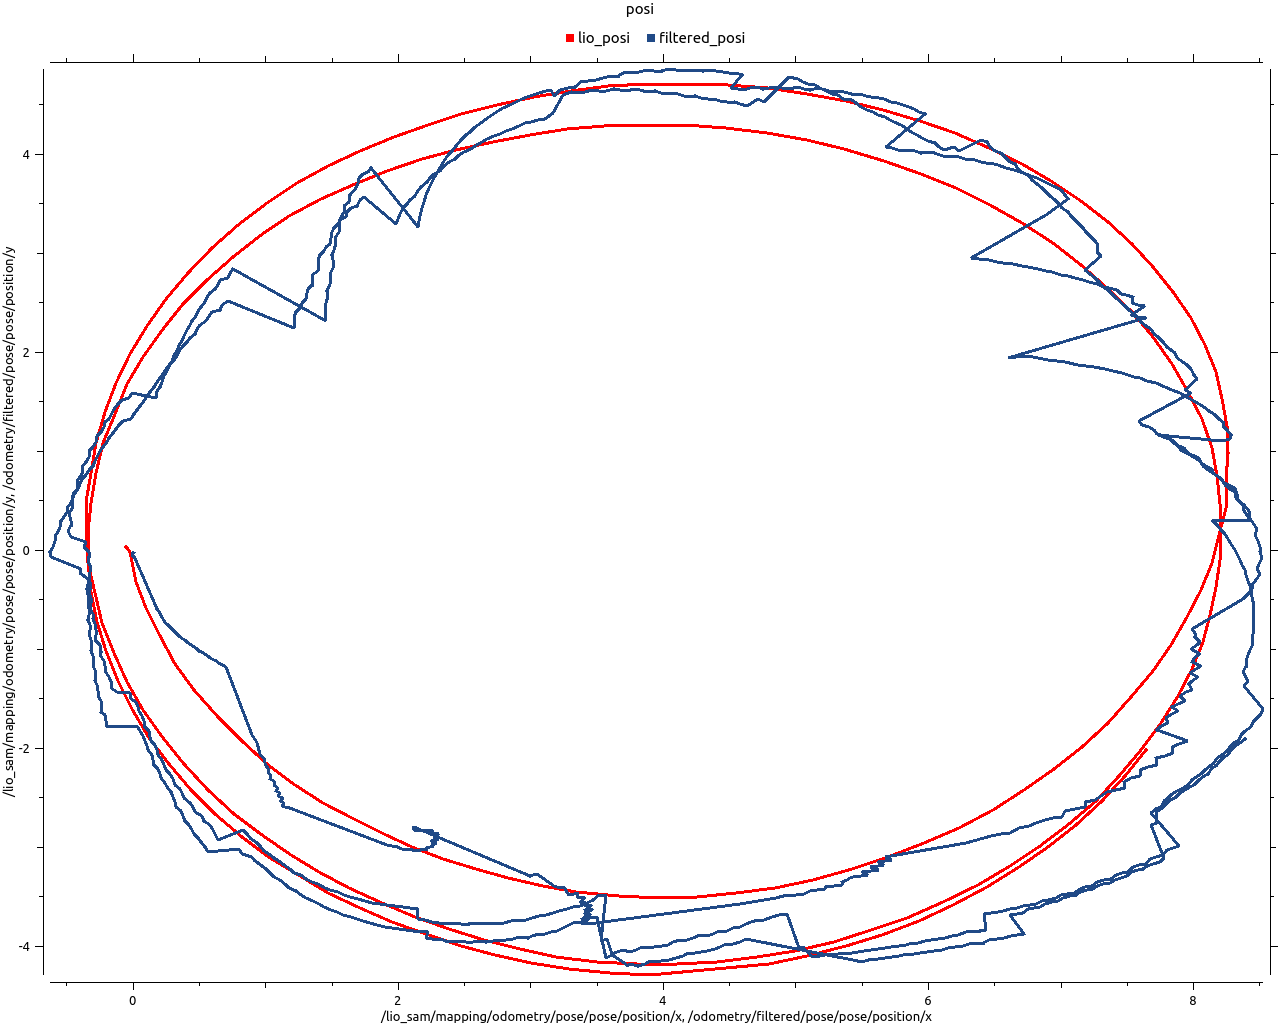 posi
lio_posi filtered_posi
4
2
0
-2
-4
/lio_sam/mapping/odometry/pose/pose/position/y, /odometry/filtered/pose/pose/position/y
0 2 4 6 8
/lio_sam/mapping/odometry/pose/pose/position/x, /odometry/filtered/pose/pose/position/x